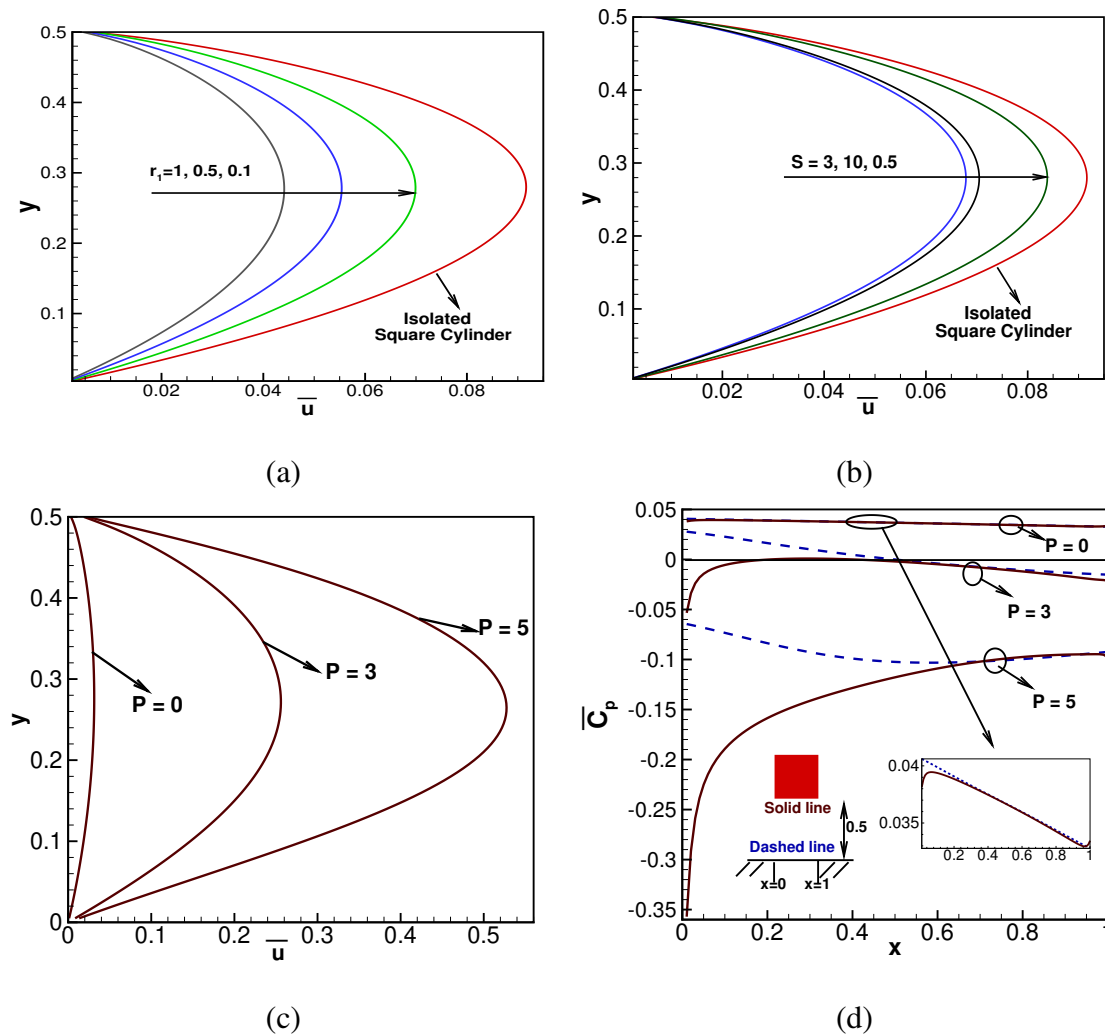 0.5
0.4
0.3
0.2
0.1
y
r₁=1, 0.5, 0.1
Isolated
Square Cylinder
0.02 0.04 0.06 0.08
u̅
(a)
0.5
0.4
0.3
0.2
0.1
y
S = 3, 10, 0.5
Isolated
Square Cylinder
0.02 0.04 0.06 0.08
u̅
(b)
0.5
0.4
0.3
0.2
0.1
0
y
P = 5
P = 3
P = 0
0 0.1 0.2 0.3 0.4 0.5
u̅
(c)
0.05
0
-0.05
-0.1
-0.15
-0.2
-0.25
-0.3
-0.35
C̅ₚ
P = 0
P = 3
P = 5
Solid line
0.5
Dashed line
x=0 x=1
0.04
0.035
0.2 0.4 0.6 0.8 1
0 0.2 0.4 0.6 0.8
x
(d)